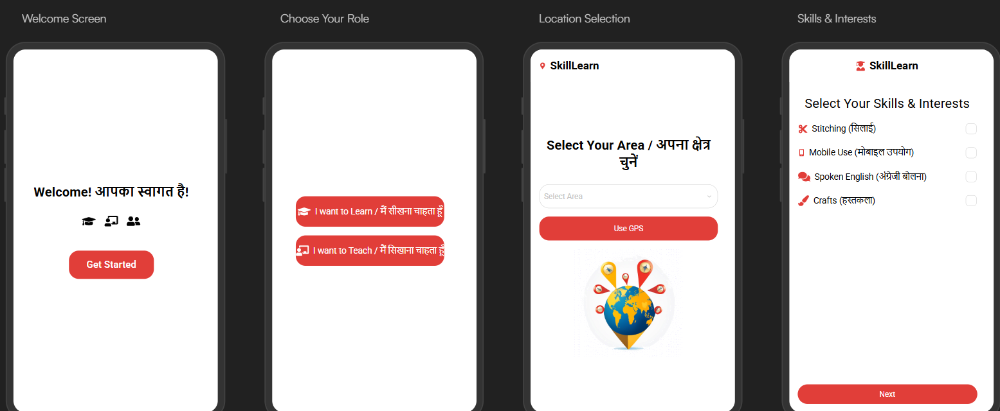 Welcome Screen
Welcome! आपका स्वागत है!
Get Started
Choose Your Role
I want to Learn / मैं सीखना चाहता हूँ
I want to Teach / मैं सिखाना चाहता हूँ
Location Selection
SkillLearn
Select Your Area / अपना क्षेत्र
चुनें
Select Area
Use GPS
Skills & Interests
SkillLearn
Select Your Skills & Interests
Stitching (सिलाई)
Mobile Use (मोबाइल उपयोग)
Spoken English (अंग्रेजी बोलना)
Crafts (हस्तकला)
Next